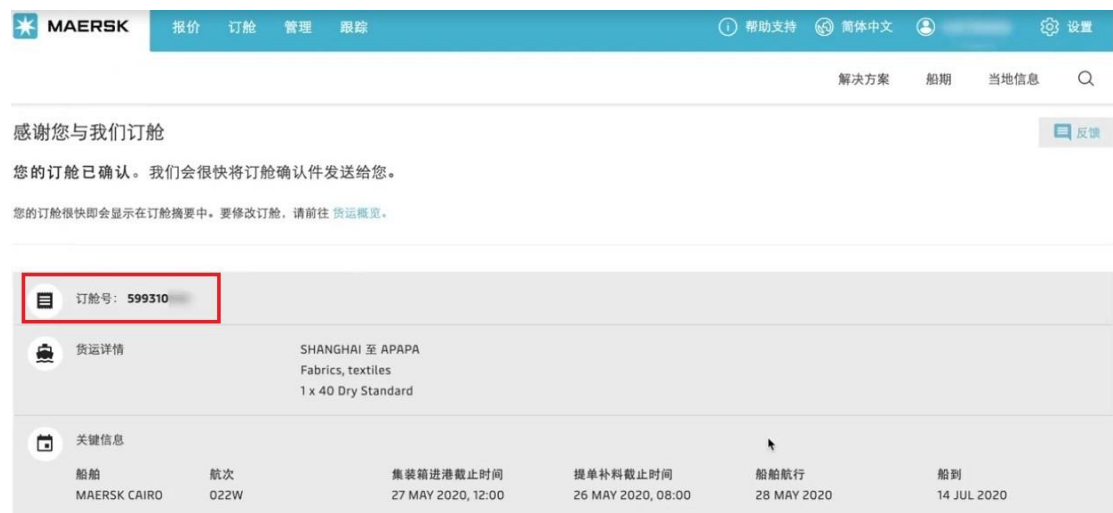 MAERSK 报价 订舱 管理 跟踪 帮助支持 简体中文 设置
解决方案 船期 当地信息
感谢您与我们订舱
反馈
您的订舱已确认。我们会很快将订舱确认件发送给您。
您的订舱很快即会显示在订舱摘要中。要修改订舱，请前往 货运概览。
订舱号： 599310
货运详情 SHANGHAI 至 APAPA
Fabrics, textiles
1 x 40 Dry Standard
关键信息
船舶 航次 集装箱进港截止时间 提单补料截止时间 船舶航行 船到
MAERSK CAIRO 022W 27 MAY 2020, 12:00 26 MAY 2020, 08:00 28 MAY 2020 14 JUL 2020